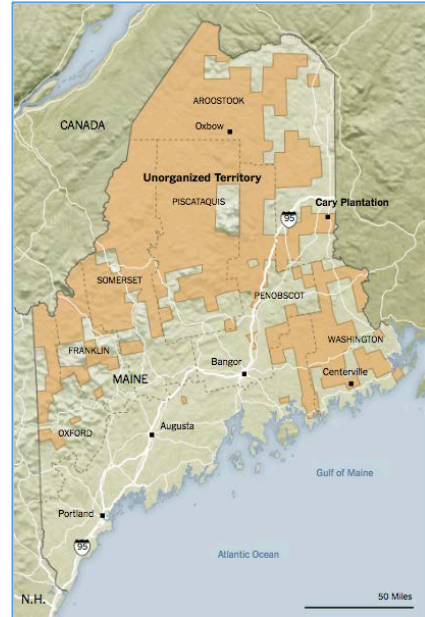 AROOSTOOK
CANADA
Oxbow
Unorganized Territory
PISCATAQUIS
Cary Plantation
95
SOMERSET
PENOBSCOT
WASHINGTON
FRANKLIN
Bangor
Centerville
MAINE
OXFORD
Augusta
Gulf of Maine
Portland
95
Atlantic Ocean
N.H.
50 Miles